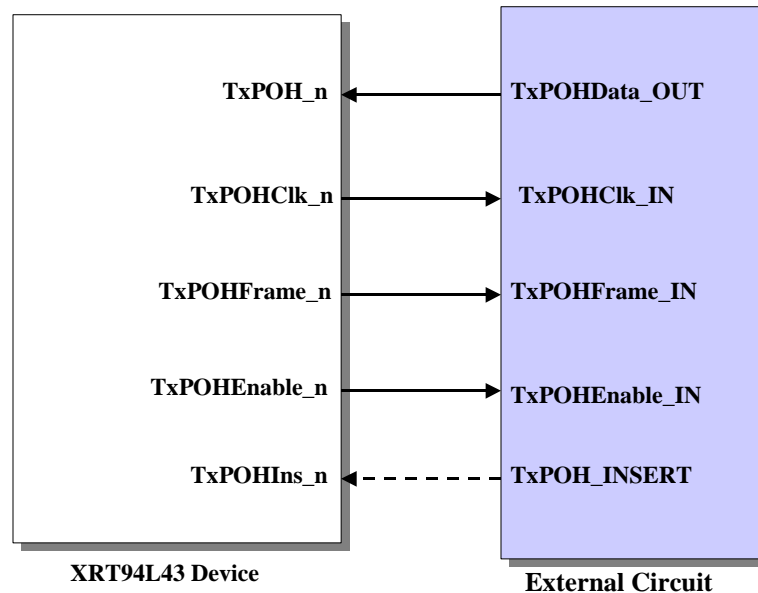 TxPOH_n
TxPOHData_OUT
TxPOHClk_n
TxPOHClk_IN
TxPOHFrame_n
TxPOHFrame_IN
TxPOHEnable_n
TxPOHEnable_IN
TxPOHIns_n
TxPOH_INSERT
XRT94L43 Device
External Circuit